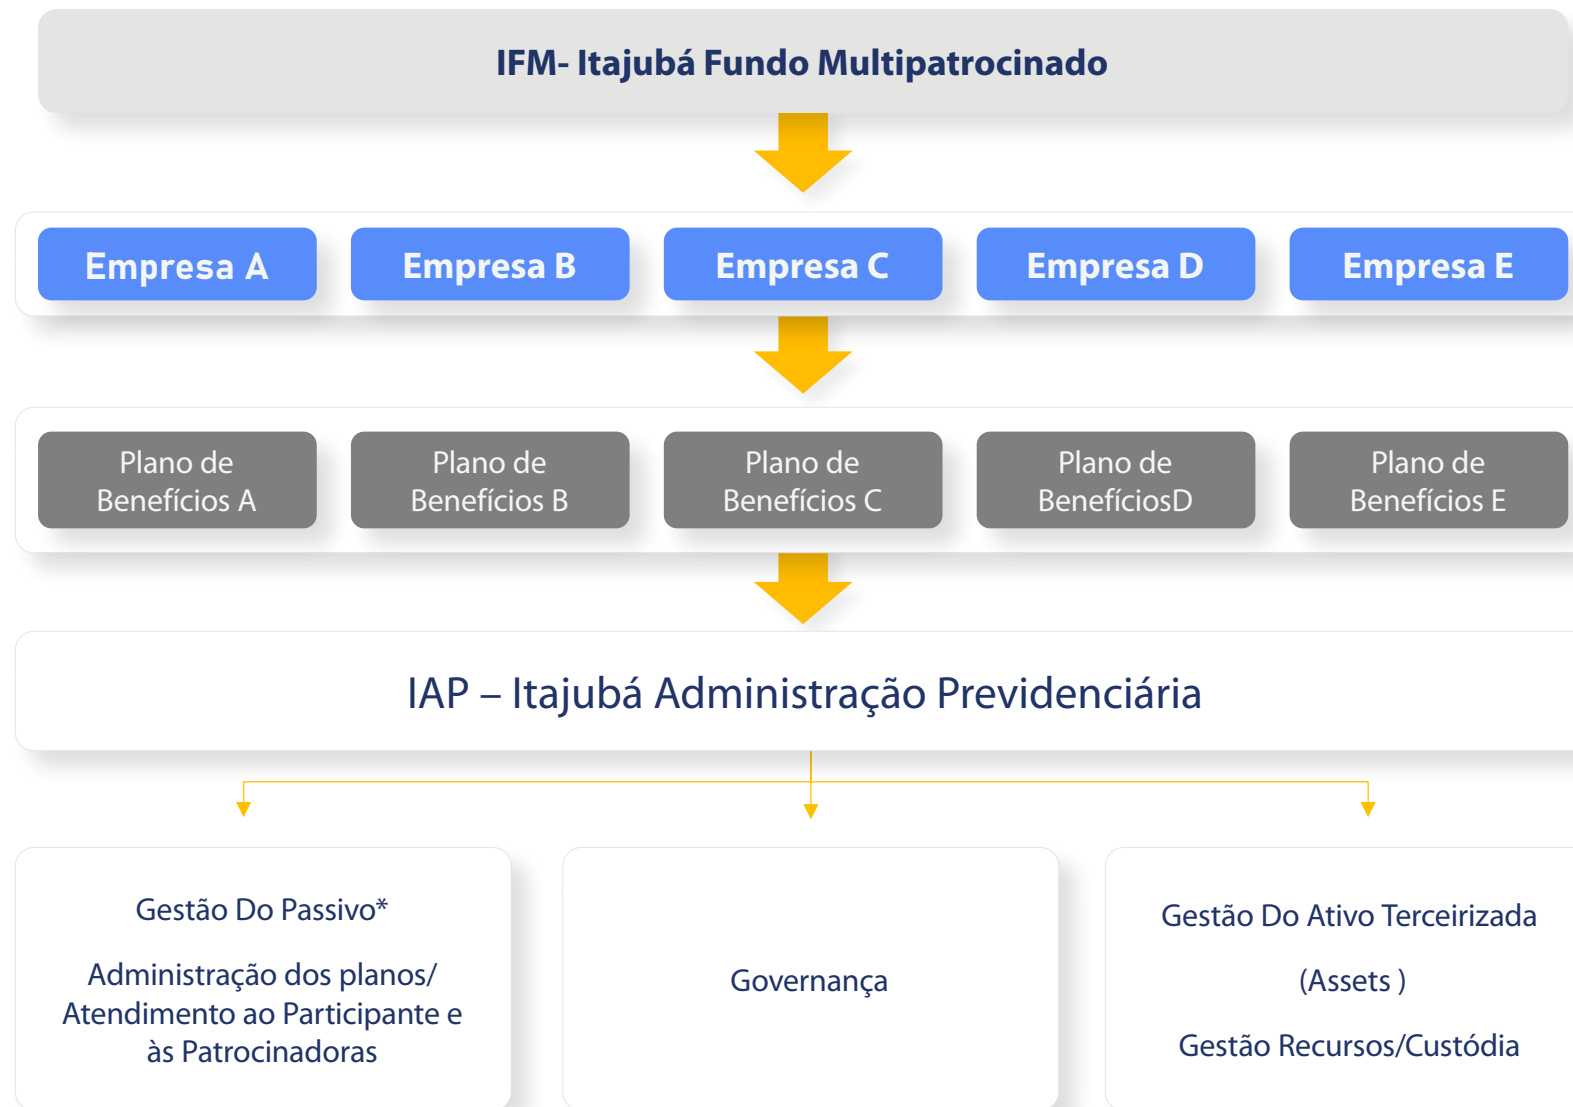 IFM- Itajubá Fundo Multipatrocinado
Empresa A
Empresa B
Empresa C
Empresa D
Empresa E
Plano de
Benefícios A
Plano de
Benefícios B
Plano de
Benefícios C
Plano de
BenefíciosD
Plano de
Benefícios E
IAP – Itajubá Administração Previdenciária
Gestão Do Passivo*
Administração dos planos/
Atendimento ao Participante e
às Patrocinadoras
Governança
Gestão Do Ativo Terceirizada
(Assets )
Gestão Recursos/Custódia